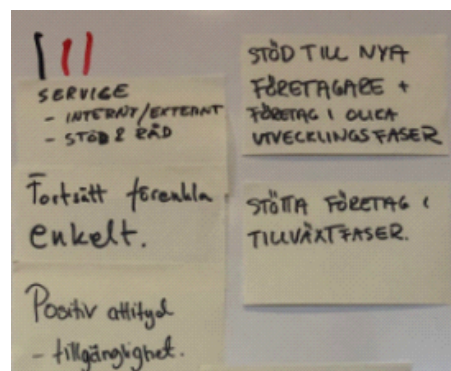 SERVICE
- INTERNT/EXTERNT
- STÖD & RÅD
Fortsätt förenkla
enkelt.
Positiv attityd
- tillgänglighet.
STÖD TILL NYA
FÖRETAGARE +
FÖRETAG I OLIKA
UTVECKLINGSFASER
STÖTTA FÖRETAG I
TILLVÄXTFASER.